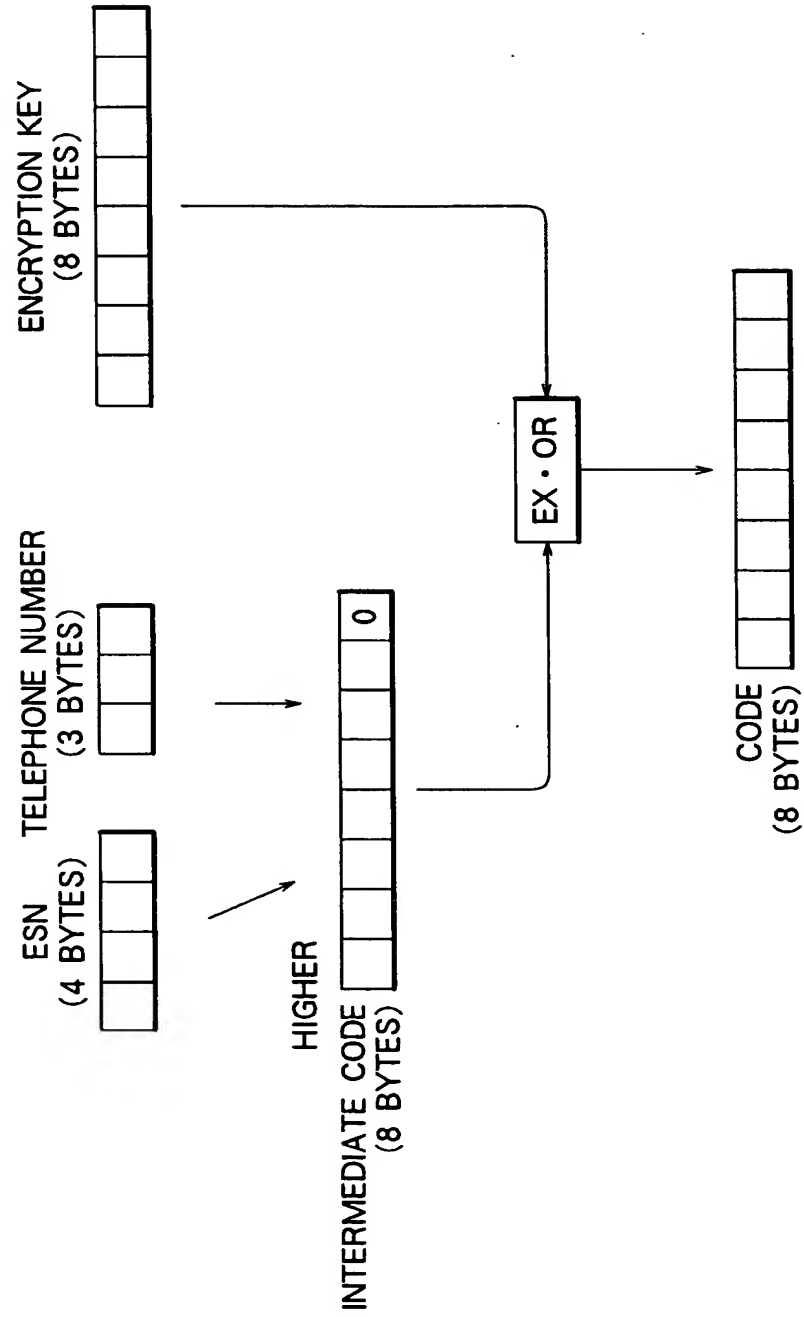 ESN
(4 BYTES)
TELEPHONE NUMBER
(3 BYTES)
ENCRYPTION KEY
(8 BYTES)
HIGHER
INTERMEDIATE CODE
(8 BYTES)
0
EX・OR
CODE
(8 BYTES)